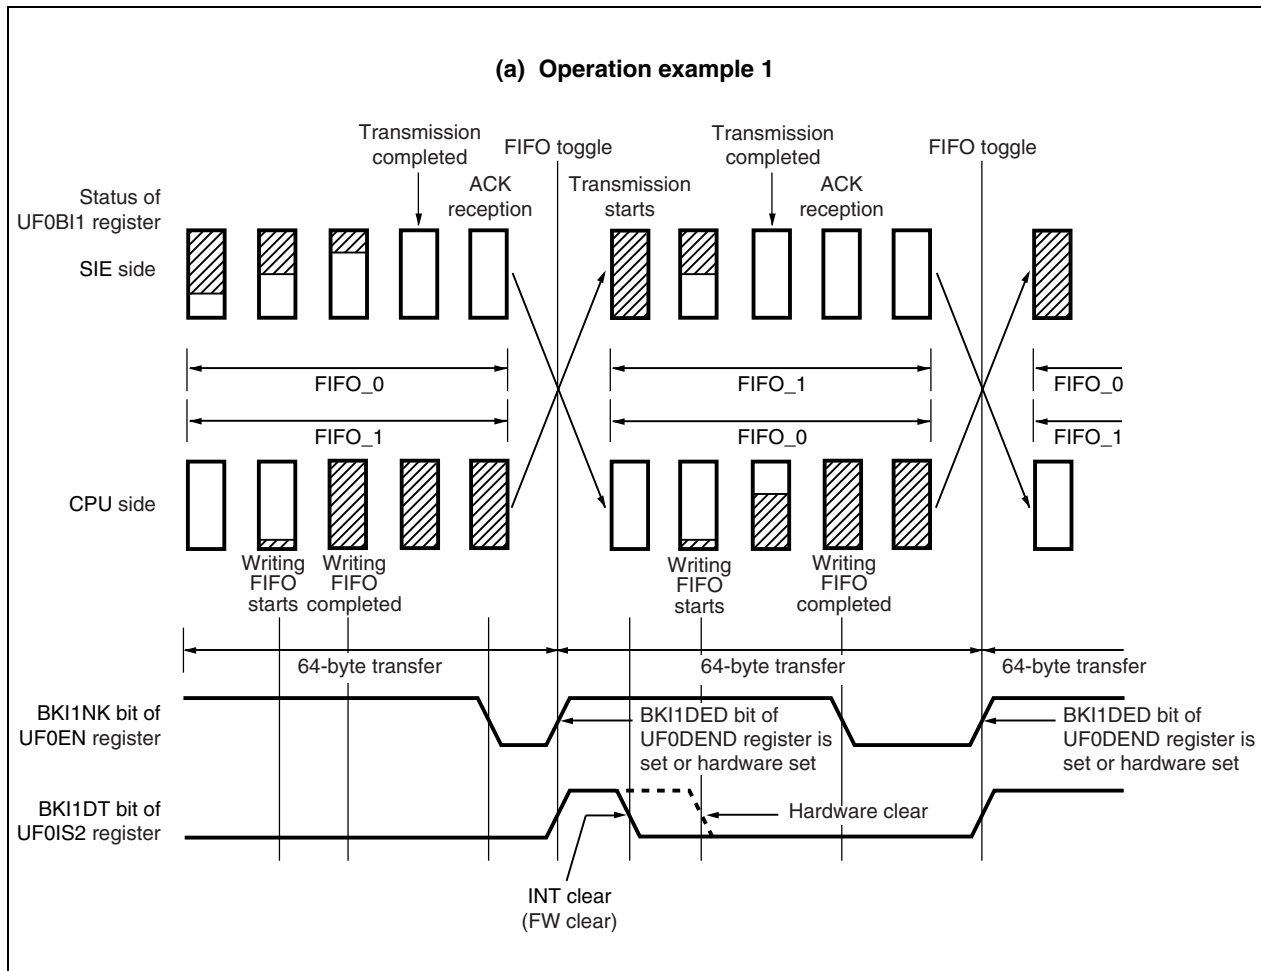 (a) Operation example 1
Transmission
completed
FIFO toggle
Transmission
completed
FIFO toggle
Status of
UF0BI1 register
ACK
reception
Transmission
starts
ACK
reception
SIE side
FIFO_0
FIFO_1
FIFO_0
FIFO_1
FIFO_0
FIFO_1
CPU side
Writing
FIFO
starts
Writing
FIFO
completed
Writing
FIFO
starts
Writing
FIFO
completed
64-byte transfer
64-byte transfer
64-byte transfer
BKI1NK bit of
UF0EN register
BKI1DED bit of
UF0DEND register is
set or hardware set
BKI1DED bit of
UF0DEND register is
set or hardware set
BKI1DT bit of
UF0IS2 register
Hardware clear
INT clear
(FW clear)